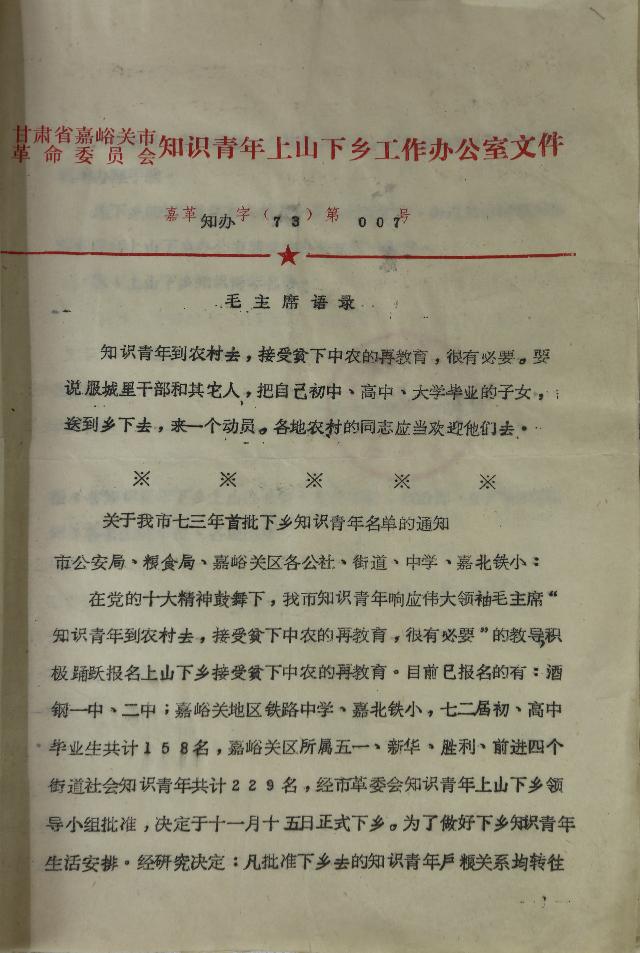 甘肃省嘉峪关市
革命委员会
知识青年上山下乡工作办公室文件
嘉革知办字(73)第007号
毛主席语录
知识青年到农村去,接受贫下中农的再教育,很有必要。要
说服城里干部和其它人,把自己初中、高中、大学毕业的子女,
送到乡下去,来一个动员。各地农村的同志应当欢迎他们去。
※ ※ ※ ※ ※
关于我市七三年首批下乡知识青年名单的通知
市公安局、粮食局、嘉峪关区各公社、街道、中学、嘉北铁小:
在党的十大精神鼓舞下,我市知识青年响应伟大领袖毛主席“
知识青年到农村去,接受贫下中农的再教育,很有必要”的教导,积
极踊跃报名上山下乡接受贫下中农的再教育。目前已报名的有:酒
钢一中、二中;嘉峪关地区铁路中学、嘉北铁小,七二届初、高中
毕业生共计158名,嘉峪关区所属五一、新华、胜利、前进四个
街道社会知识青年共计229名,经市革委会知识青年上山下乡领
导小组批准,决定于十一月十五日正式下乡。为了做好下乡知识青年
生活安排。经研究决定:凡批准下乡去的知识青年户粮关系均转往